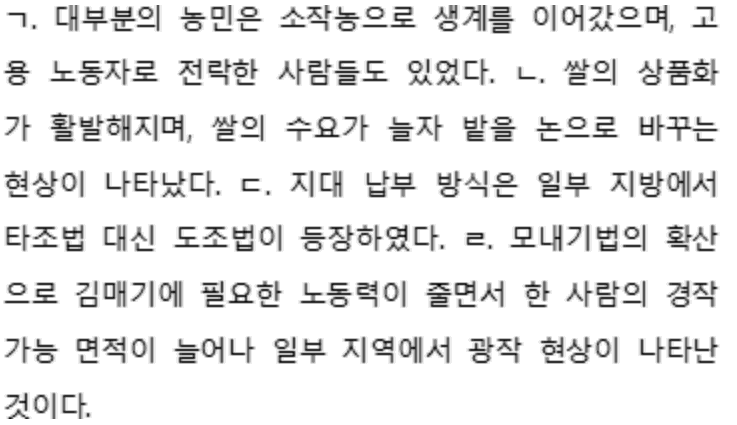 ㄱ. 대부분의 농민은 소작농으로 생계를 이어갔으며, 고
용 노동자로 전락한 사람들도 있었다. ㄴ. 쌀의 상품화
가 활발해지며, 쌀의 수요가 늘자 밭을 논으로 바꾸는
현상이 나타났다. ㄷ. 지대 납부 방식은 일부 지방에서
타조법 대신 도조법이 등장하였다. ㄹ. 모내기법의 확산
으로 김매기에 필요한 노동력이 줄면서 한 사람의 경작
가능 면적이 늘어나 일부 지역에서 광작 현상이 나타난
것이다.